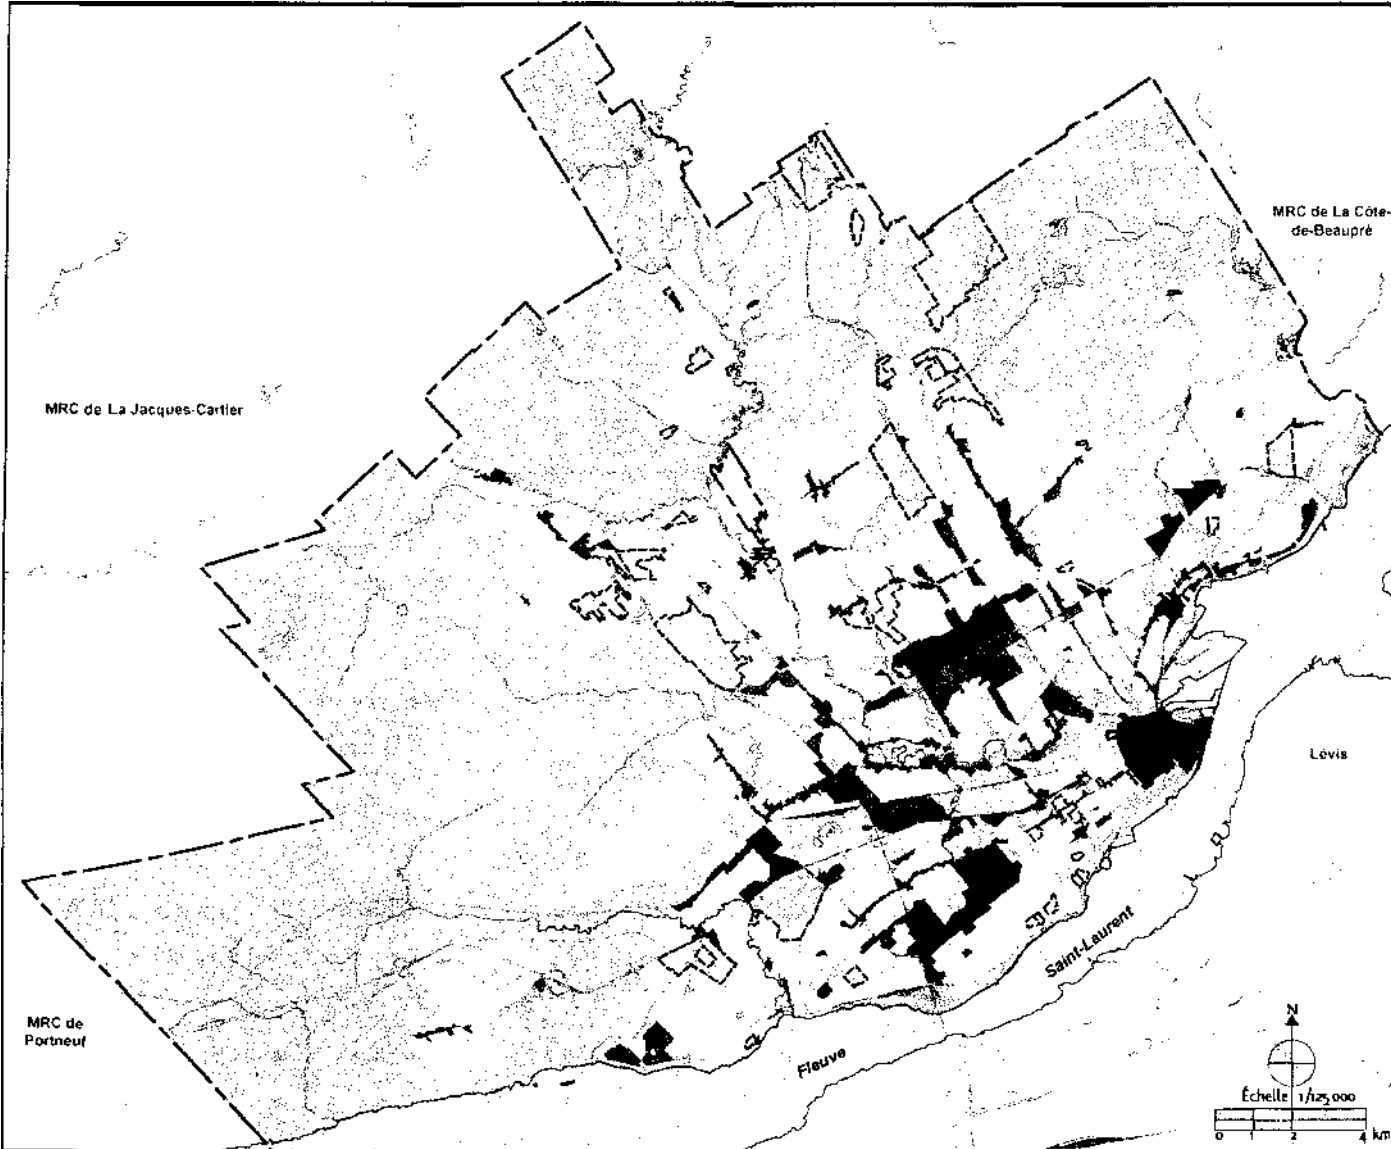 MRC de La Côte-
de-Beaupré
MRC de La Jacques-Cartier
17
Lévis
Saint-Laurent
MRC de
Portneuf
Fleuve
N
Échelle 1/125 000
0 1 2 4 km